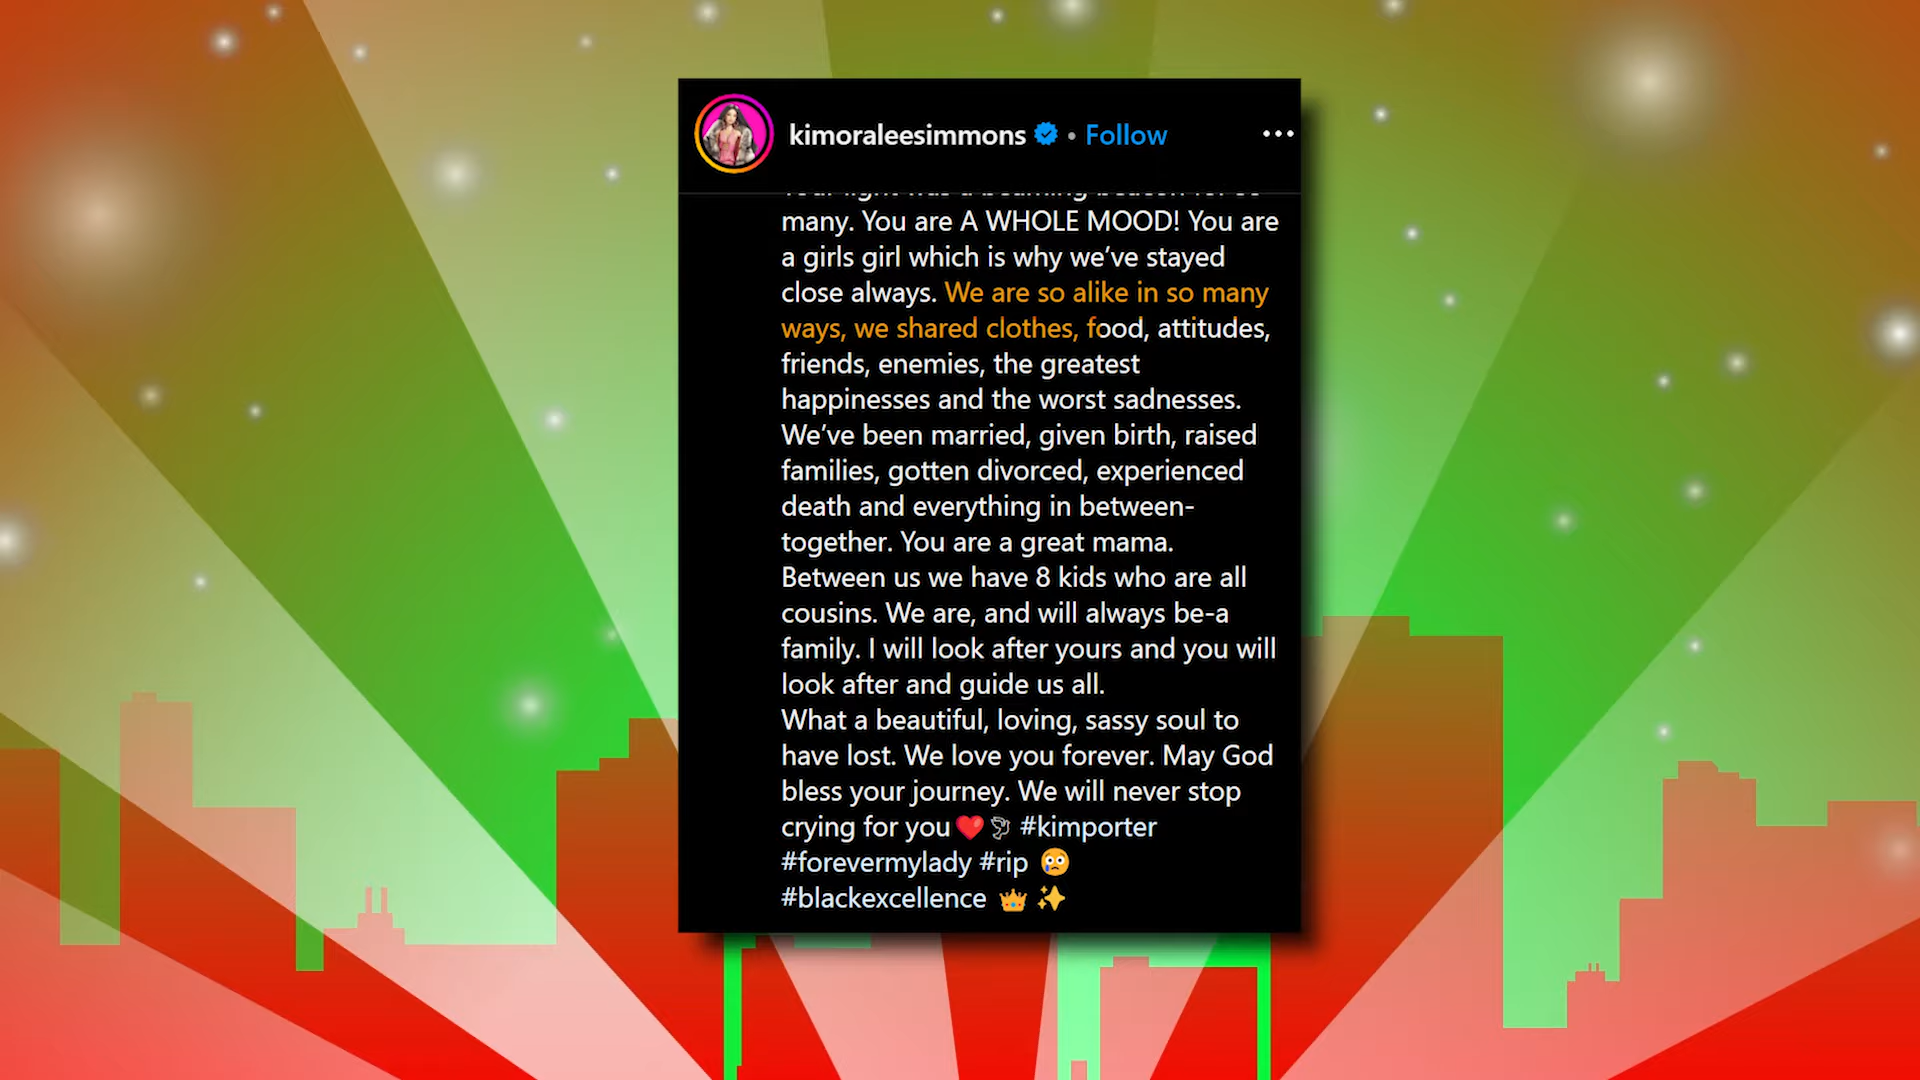 kimoraleesimmons • Follow
many. You are A WHOLE MOOD! You are
a girls girl which is why we’ve stayed
close always. We are so alike in so many
ways, we shared clothes, food, attitudes,
friends, enemies, the greatest
happinesses and the worst sadnesses.
We’ve been married, given birth, raised
families, gotten divorced, experienced
death and everything in between-
together. You are a great mama.
Between us we have 8 kids who are all
cousins. We are, and will always be-a
family. I will look after yours and you will
look after and guide us all.
What a beautiful, loving, sassy soul to
have lost. We love you forever. May God
bless your journey. We will never stop
crying for you❤️🕊 #kimporter
#forevermylady #rip 😢
#blackexcellence 👑 ✨